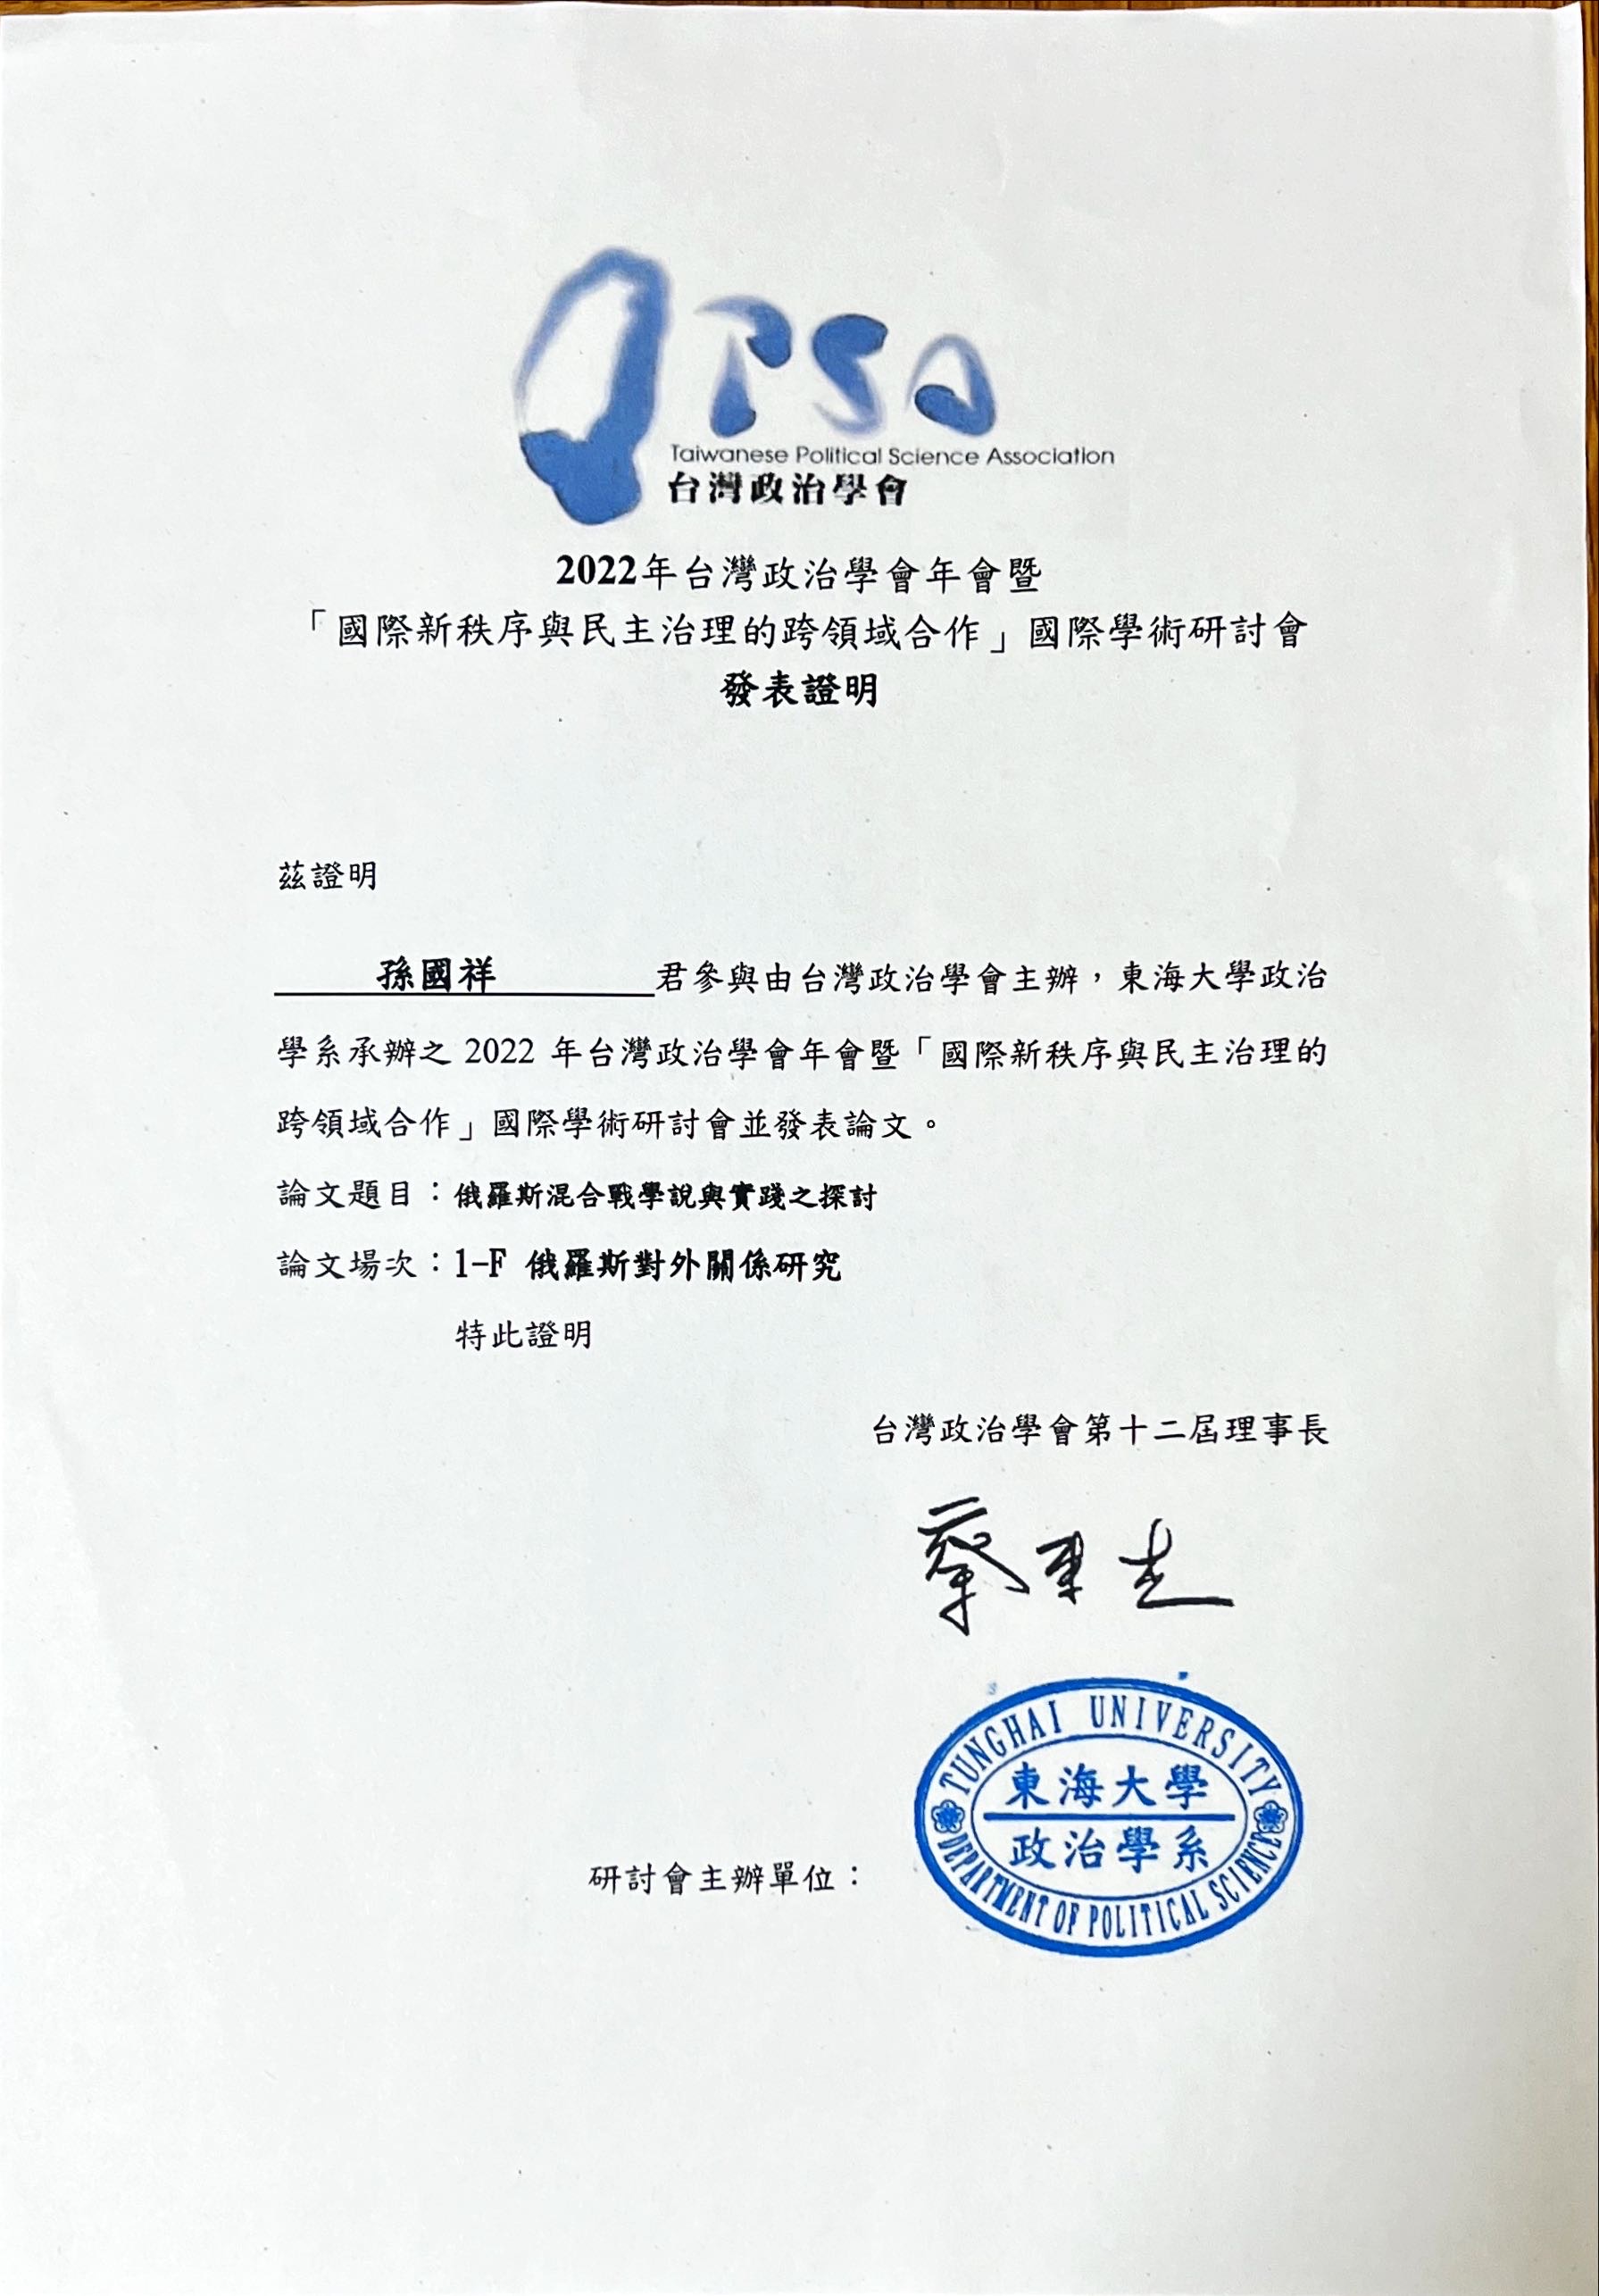 TPSA
Taiwanese Political Science Association
台灣政治學會
2022年台灣政治學會年會暨
「國際新秩序與民主治理的跨領域合作」國際學術研討會
發表證明
茲證明
孫國祥 君參與由台灣政治學會主辦，東海大學政治
學系承辦之 2022 年台灣政治學會年會暨「國際新秩序與民主治理的
跨領域合作」國際學術研討會並發表論文。
論文題目：俄羅斯混合戰學說與實踐之探討
論文場次：1-F 俄羅斯對外關係研究
特此證明
台灣政治學會第十二屆理事長
研討會主辦單位：
TUNGHAI UNIVERSITY
東海大學
政治學系
DEPARTMENT OF POLITICAL SCIENCE